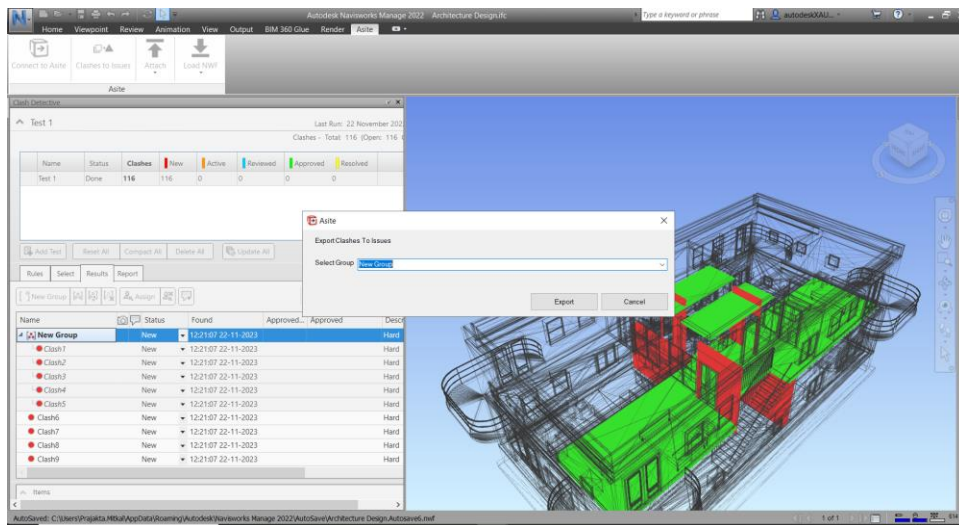 Autodesk Navisworks Manage 2022 Architecture Design.ifc
Type a keyword or phrase
autodeskXAU...
Home Viewpoint Review Animation View Output BIM 360 Glue Render Asite
Connect to Asite Clashes to Issues Attach Load NWF
Asite
Clash Detective
Test 1
Last Run: 22 November 202
Clashes - Total: 116 (Open: 116
Name Status Clashes New Active Reviewed Approved Resolved
Test 1 Done 116 116 0 0 0 0
Add Test Reset All Compact All Delete All Update All
Rules Select Results Report
New Group Assign
Name Status Found Approved... Approved Descr
New Group New 12:21:07 22-11-2023 Hard
Clash1 New 12:21:07 22-11-2023 Hard
Clash2 New 12:21:07 22-11-2023 Hard
Clash3 New 12:21:07 22-11-2023 Hard
Clash4 New 12:21:07 22-11-2023 Hard
Clash5 New 12:21:07 22-11-2023 Hard
Clash6 New 12:21:07 22-11-2023 Hard
Clash7 New 12:21:07 22-11-2023 Hard
Clash8 New 12:21:07 22-11-2023 Hard
Clash9 New 12:21:07 22-11-2023 Hard
Items
Asite
Export Clashes To Issues
Select Group New Group
Export Cancel
AutoSaved: C:\Users\Prajakta.Mitkal\AppData\Roaming\Autodesk\Navisworks Manage 2022\AutoSave\Architecture Design.Autosave6.nwf
1 of 1